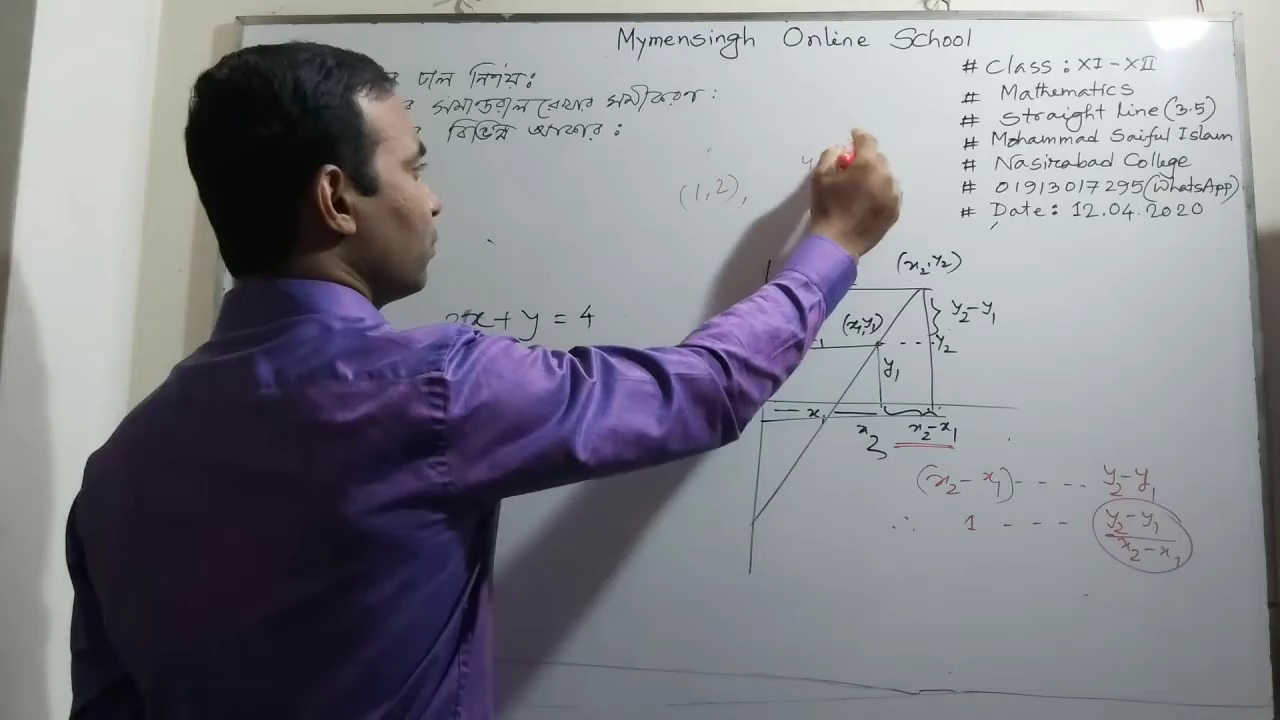 Mymensingh Online School
ঢাল নির্ণয়ঃ
সমান্তরাল রেখার সমীকরণ :
বিভিন্ন আকার :
# Class : XI - XII
# Mathematics
# Straight Line (3.5)
# Mohammad Saiful Islam
# Nasirabad College
# 01913017295 (WhatsApp)
# Date : 12.04.2020
(1,2),
(x₂, y₂)
x + y = 4
(x₁, y₁)
y₂ - y₁
y₂
y₁
x₁
x₂
x₂ - x₁
(x₂ - x₁) - - - - y₂ - y₁
∴ 1 - - - y₂ - y₁ / x₂ - x₁